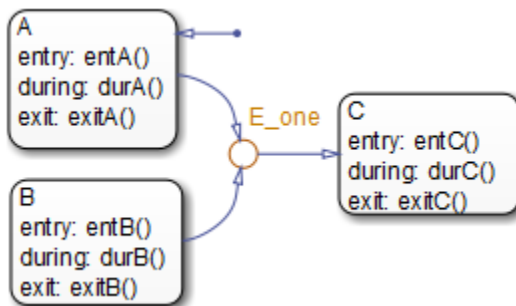 A
entry: entA()
during: durA()
exit: exitA()
E_one
C
entry: entC()
during: durC()
exit: exitC()
B
entry: entB()
during: durB()
exit: exitB()